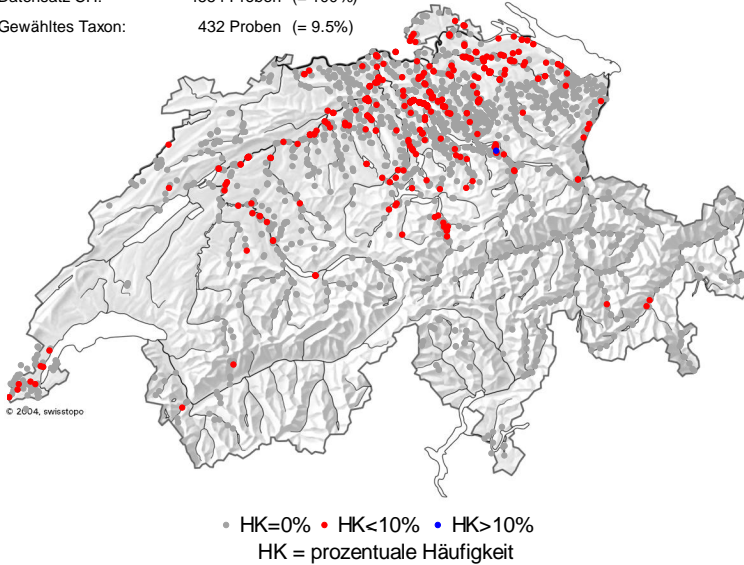 Gewähltes Taxon: 432 Proben (= 9.5%)
© 2004, swisstopo
HK=0% HK<10% HK>10%
HK = prozentuale Häufigkeit